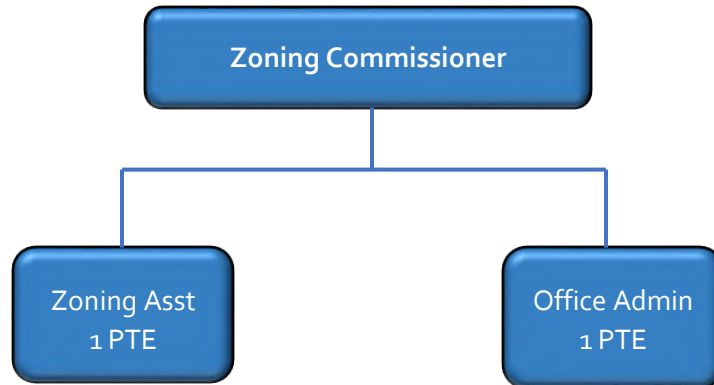 Zoning Commissioner
Zoning Asst
1 PTE
Office Admin
1 PTE